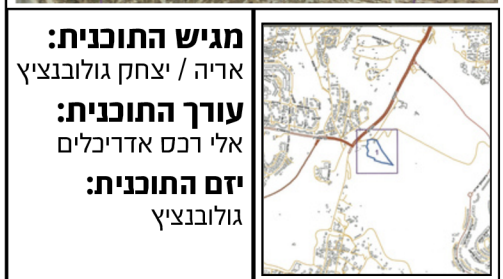 מגיש התוכנית:
אריה / יצחק גולובנציץ
עורך התוכנית:
אלי רכס אדריכלים
יזם התוכנית:
גולובנציץ